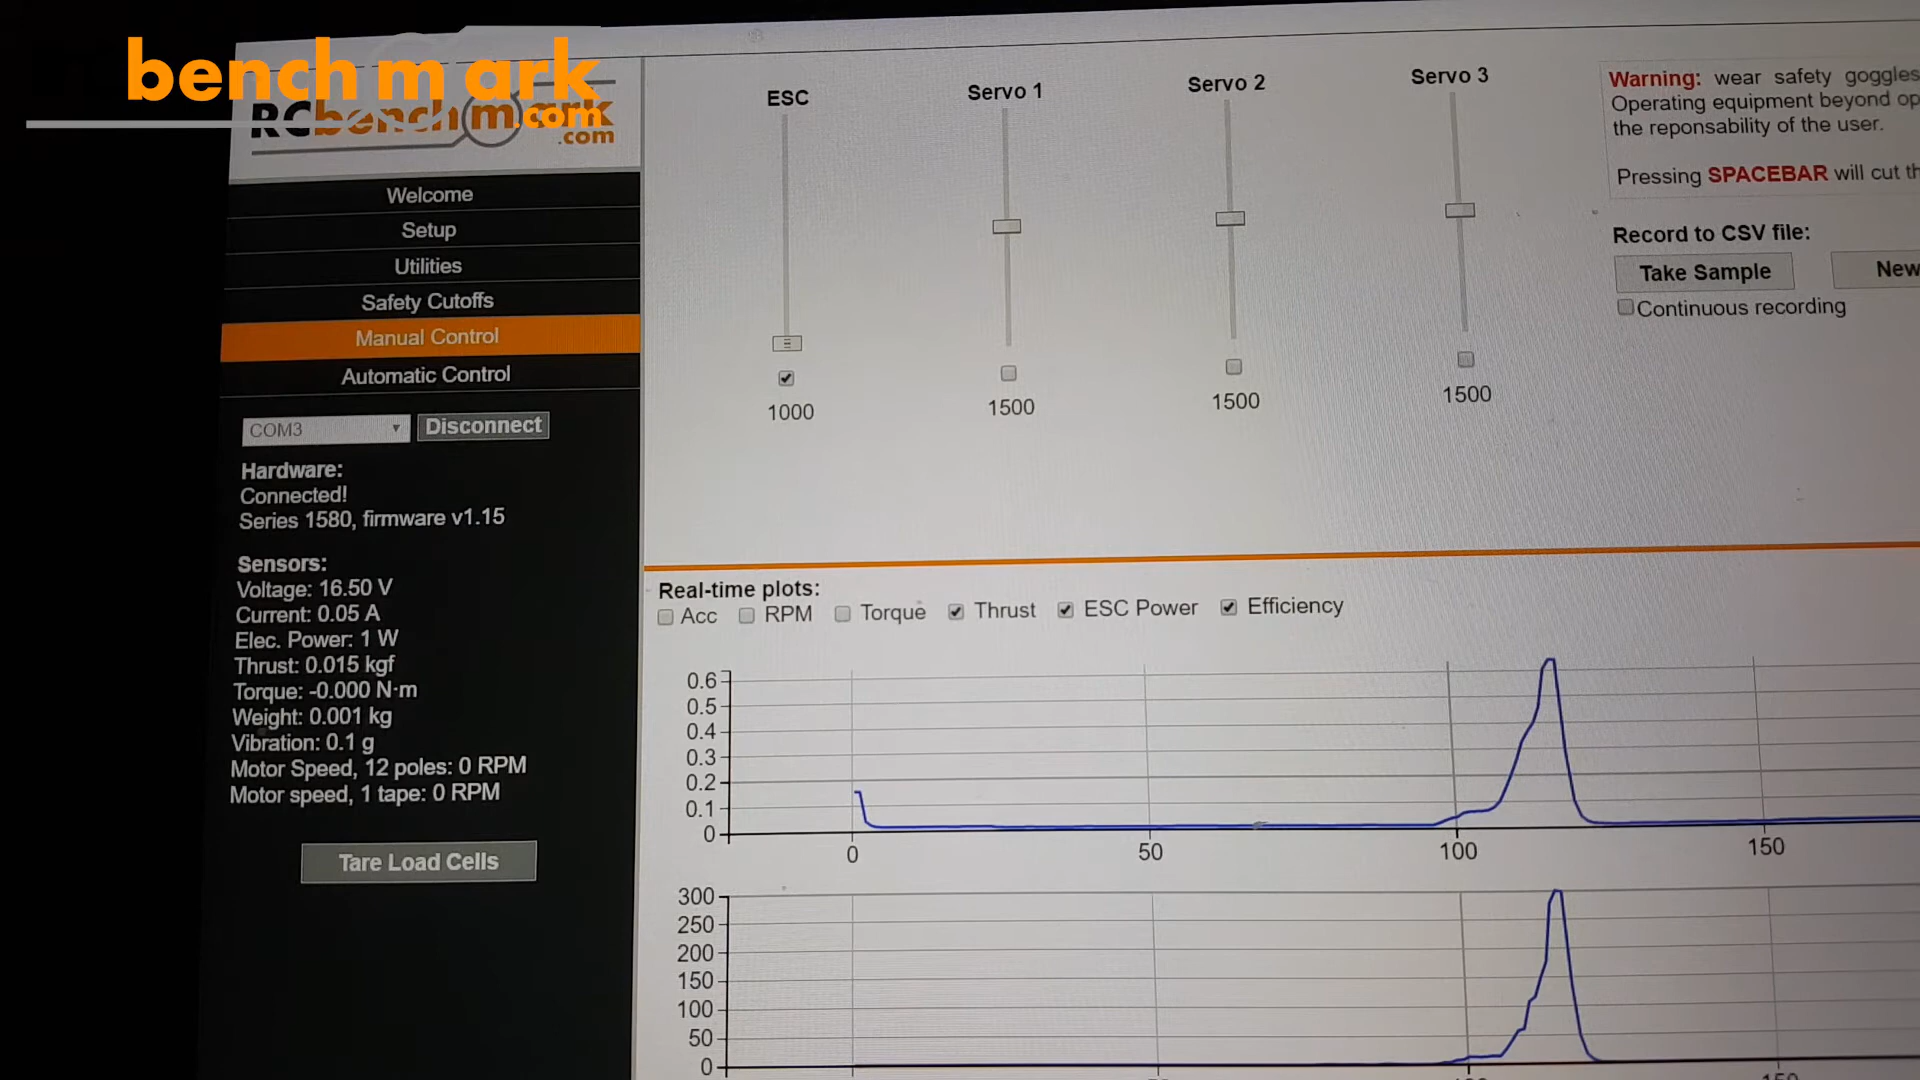 bench m ark
.com
RCbenchmark
.com
Welcome
Setup
Utilities
Safety Cutoffs
Manual Control
Automatic Control
COM3
Disconnect
Hardware:
Connected!
Series 1580, firmware v1.15
Sensors:
Voltage: 16.50 V
Current: 0.05 A
Elec. Power: 1 W
Thrust: 0.015 kgf
Torque: -0.000 N·m
Weight: 0.001 kg
Vibration: 0.1 g
Motor Speed, 12 poles: 0 RPM
Motor speed, 1 tape: 0 RPM
Tare Load Cells
ESC Servo 1 Servo 2 Servo 3
1000 1500 1500 1500
Warning: wear safety goggles
Operating equipment beyond op
the reponsability of the user.
Pressing SPACEBAR will cut th
Record to CSV file:
Take Sample New
Continuous recording
Real-time plots:
Acc RPM Torque Thrust ESC Power Efficiency
0.6
0.5
0.4
0.3
0.2
0.1
0
0 50 100 150
300
250
200
150
100
50
0